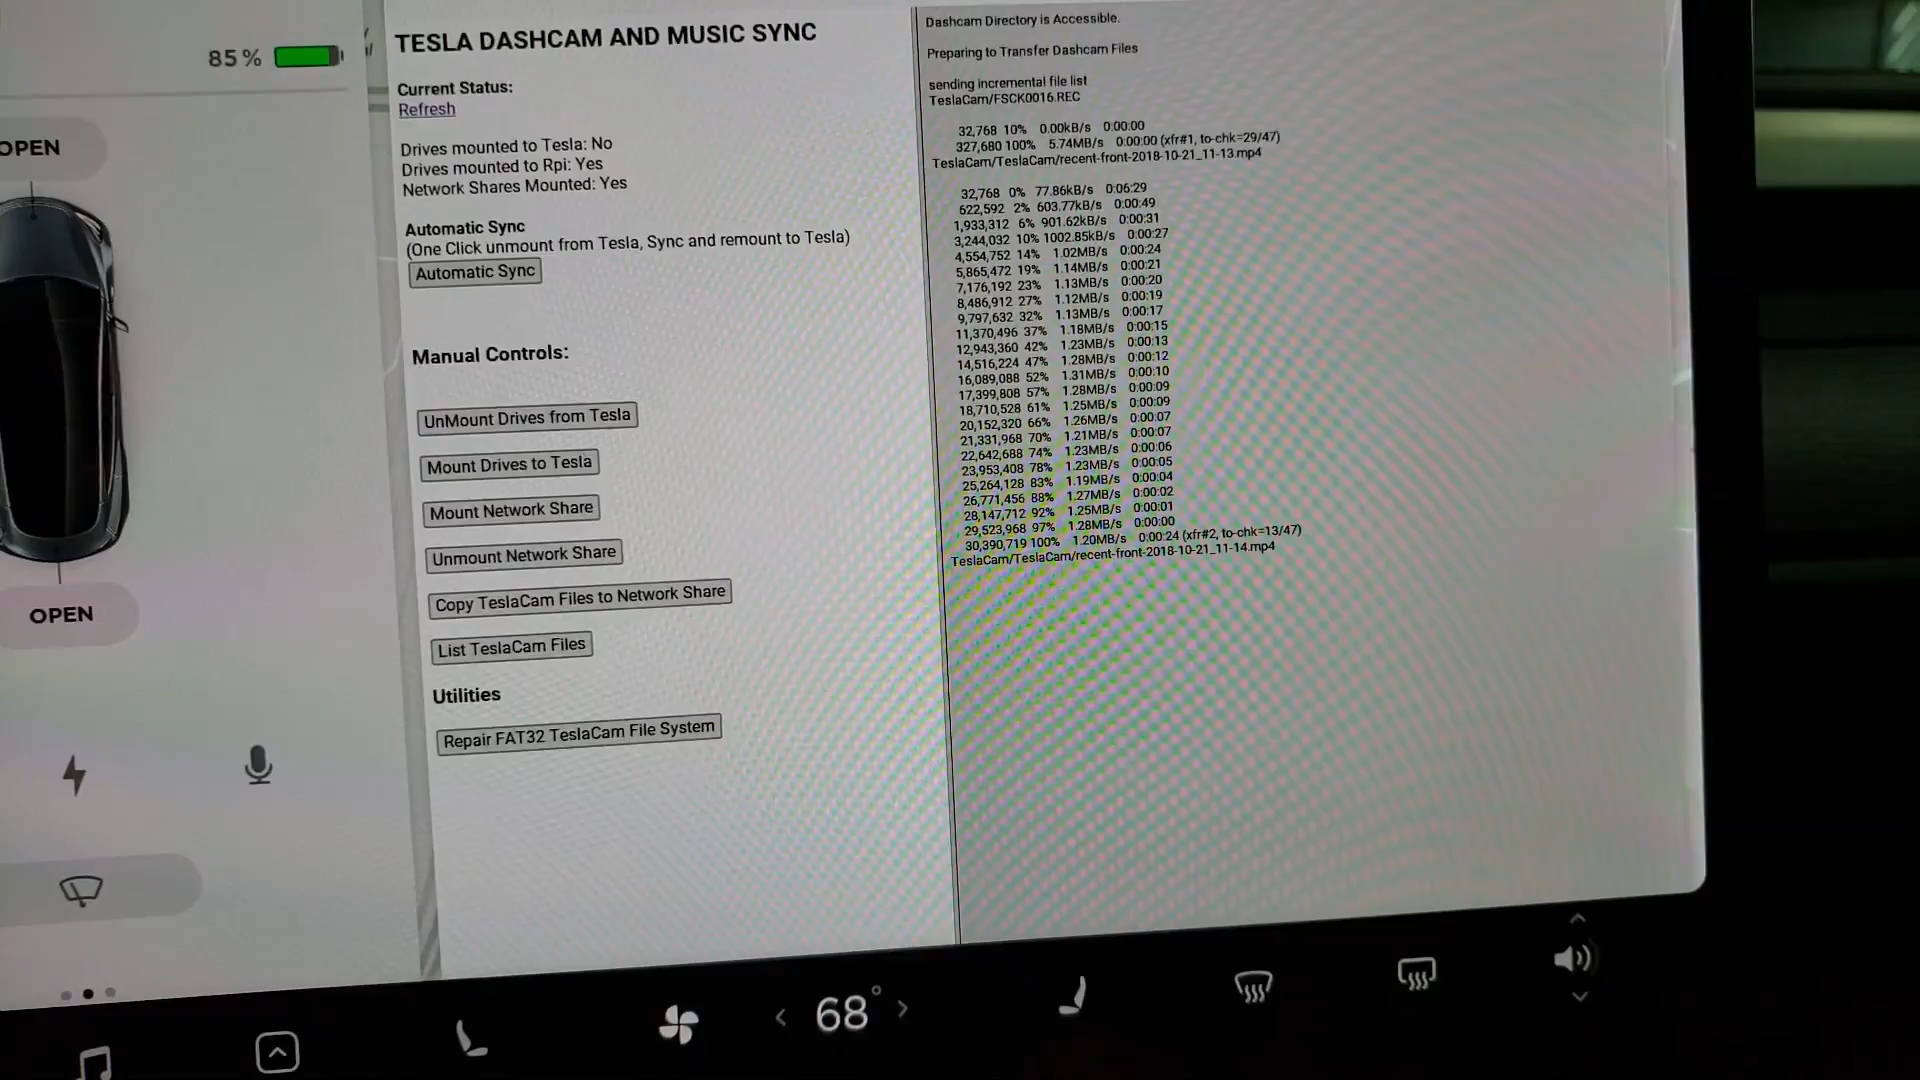 85 %
OPEN
OPEN
TESLA DASHCAM AND MUSIC SYNC
Current Status:
Refresh
Drives mounted to Tesla: No
Drives mounted to Rpi: Yes
Network Shares Mounted: Yes
Automatic Sync
(One Click unmount from Tesla, Sync and remount to Tesla)
Automatic Sync
Manual Controls:
UnMount Drives from Tesla
Mount Drives to Tesla
Mount Network Share
Unmount Network Share
Copy TeslaCam Files to Network Share
List TeslaCam Files
Utilities
Repair FAT32 TeslaCam File System
Dashcam Directory is Accessible.
Preparing to Transfer Dashcam Files
sending incremental file list
TeslaCam/FSCK0016.REC
32,768 10% 0.00kB/s 0:00:00
327,680 100% 5.74MB/s 0:00:00 (xfr#1, to-chk=29/47)
TeslaCam/TeslaCam/recent-front-2018-10-21_11-13.mp4
32,768 0% 77.86kB/s 0:06:29
622,592 2% 603.77kB/s 0:00:49
1,933,312 6% 901.62kB/s 0:00:31
3,244,032 10% 1002.85kB/s 0:00:27
4,554,752 14% 1.02MB/s 0:00:24
5,865,472 19% 1.14MB/s 0:00:21
7,176,192 23% 1.13MB/s 0:00:20
8,486,912 27% 1.12MB/s 0:00:19
9,797,632 32% 1.13MB/s 0:00:17
11,370,496 37% 1.18MB/s 0:00:15
12,943,360 42% 1.23MB/s 0:00:13
14,516,224 47% 1.28MB/s 0:00:12
16,089,088 52% 1.31MB/s 0:00:10
17,399,808 57% 1.28MB/s 0:00:09
18,710,528 61% 1.25MB/s 0:00:09
20,152,320 66% 1.26MB/s 0:00:07
21,331,968 70% 1.21MB/s 0:00:07
22,642,688 74% 1.23MB/s 0:00:06
23,953,408 78% 1.23MB/s 0:00:05
25,264,128 83% 1.19MB/s 0:00:04
26,771,456 88% 1.27MB/s 0:00:02
28,147,712 92% 1.25MB/s 0:00:01
29,523,968 97% 1.28MB/s 0:00:00
30,390,719 100% 1.20MB/s 0:00:24 (xfr#2, to-chk=13/47)
TeslaCam/TeslaCam/recent-front-2018-10-21_11-14.mp4
< 68° >